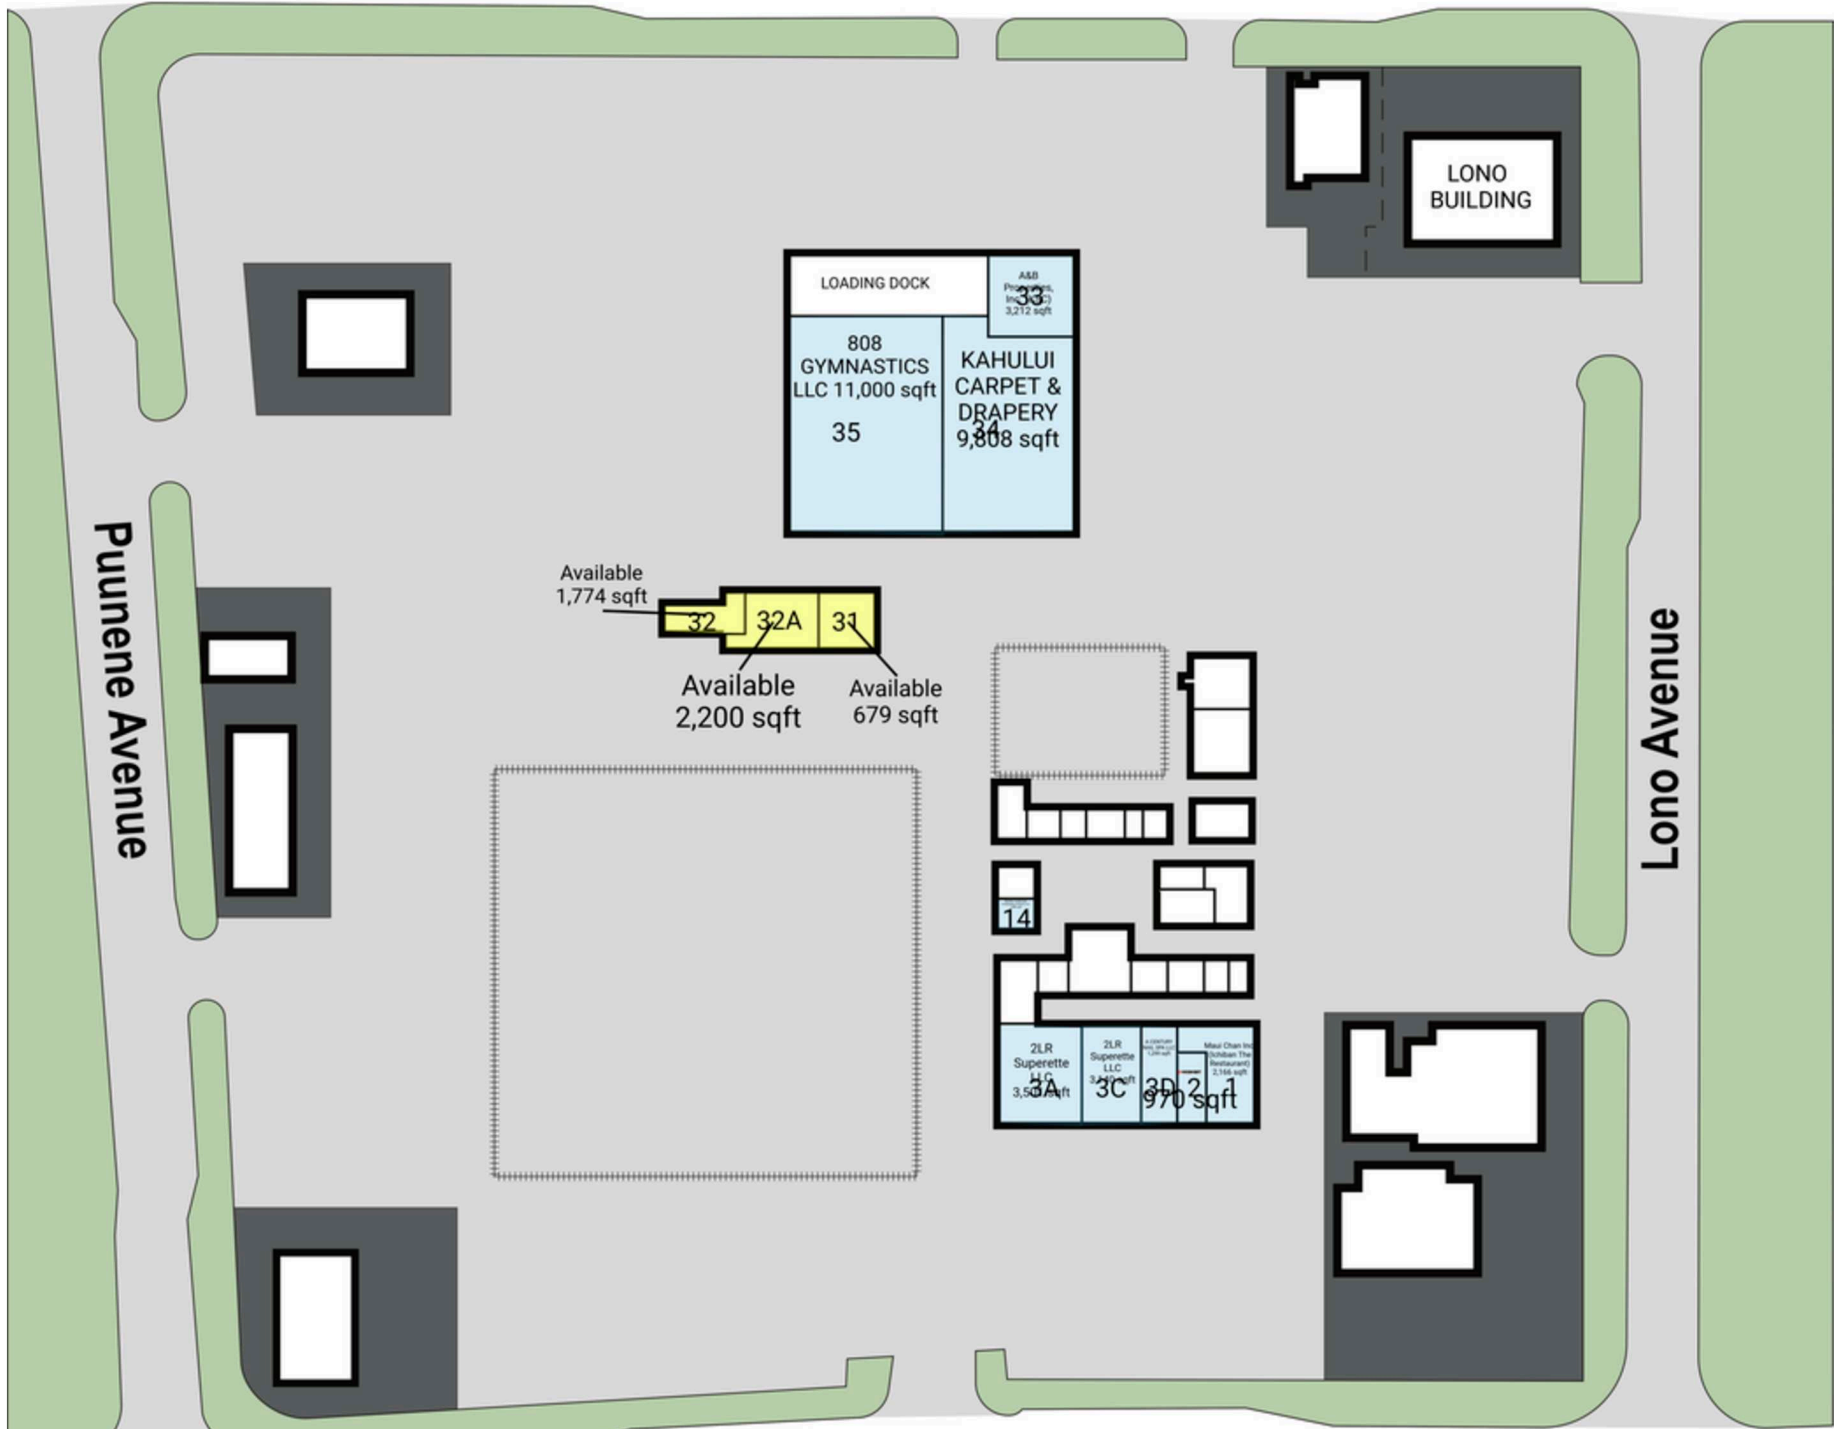 LONO
BUILDING
LOADING DOCK
A&B
33
3,212 sqft
808
GYMNASTICS
LLC 11,000 sqft
35
KAHULUI
CARPET &
DRAPERY
34
9,808 sqft
Available
1,774 sqft
32
32A
31
Available
2,200 sqft
Available
679 sqft
Puunene Avenue
Lono Avenue
14
2LR
Superette
LLC
3A
2LR
Superette
LLC
3C
3D
2
970 sqft
Maui Chan Inc
(Ichiban The
Restaurant)
2,166 sqft
1